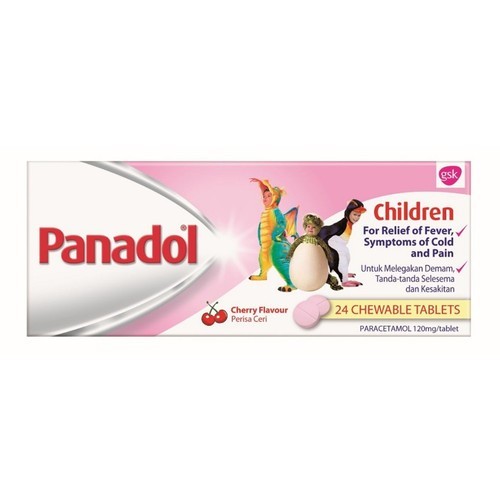 gsk
Panadol
Children
For Relief of Fever,
Symptoms of Cold
and Pain
Untuk Melegakan Demam,
Tanda-tanda Selesema
dan Kesakitan
Cherry Flavour
Perisa Ceri
24 CHEWABLE TABLETS
PARACETAMOL 120mg/tablet